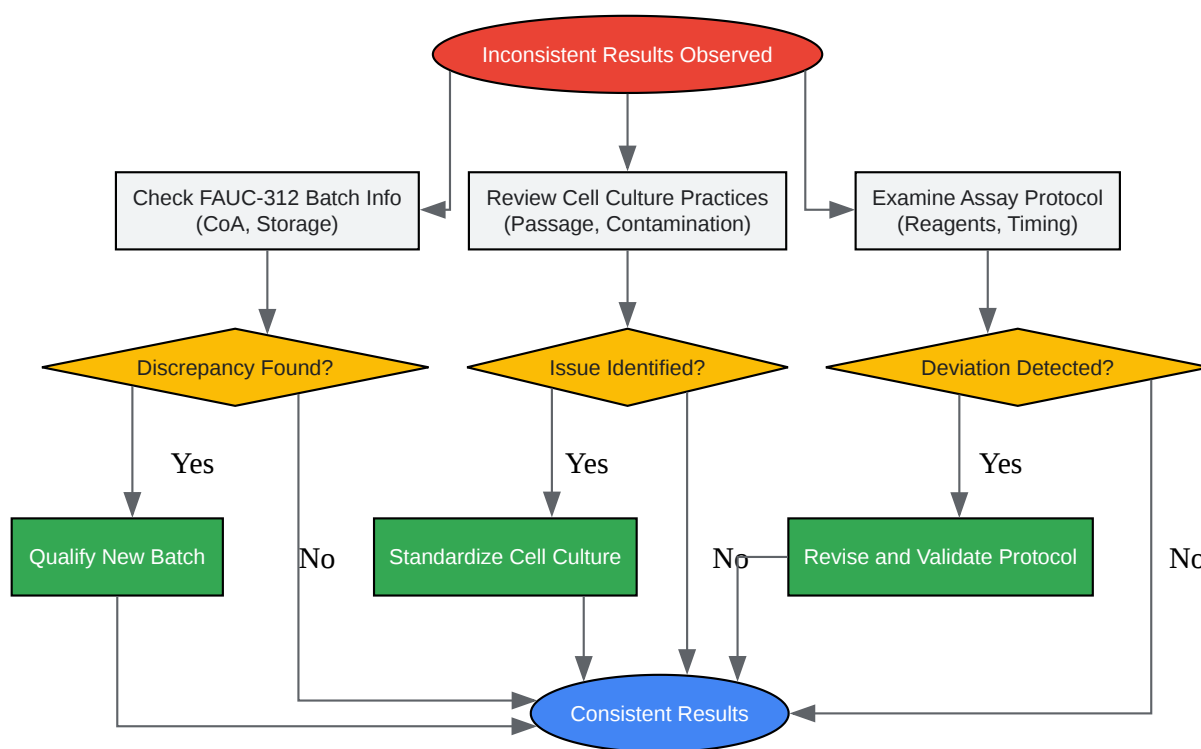 Inconsistent Results Observed
Check FAUC-312 Batch Info
(CoA, Storage)
Review Cell Culture Practices
(Passage, Contamination)
Examine Assay Protocol
(Reagents, Timing)
Discrepancy Found?
Issue Identified?
Deviation Detected?
Yes
Yes
Yes
Qualify New Batch
No
Standardize Cell Culture
No
Revise and Validate Protocol
No
Consistent Results